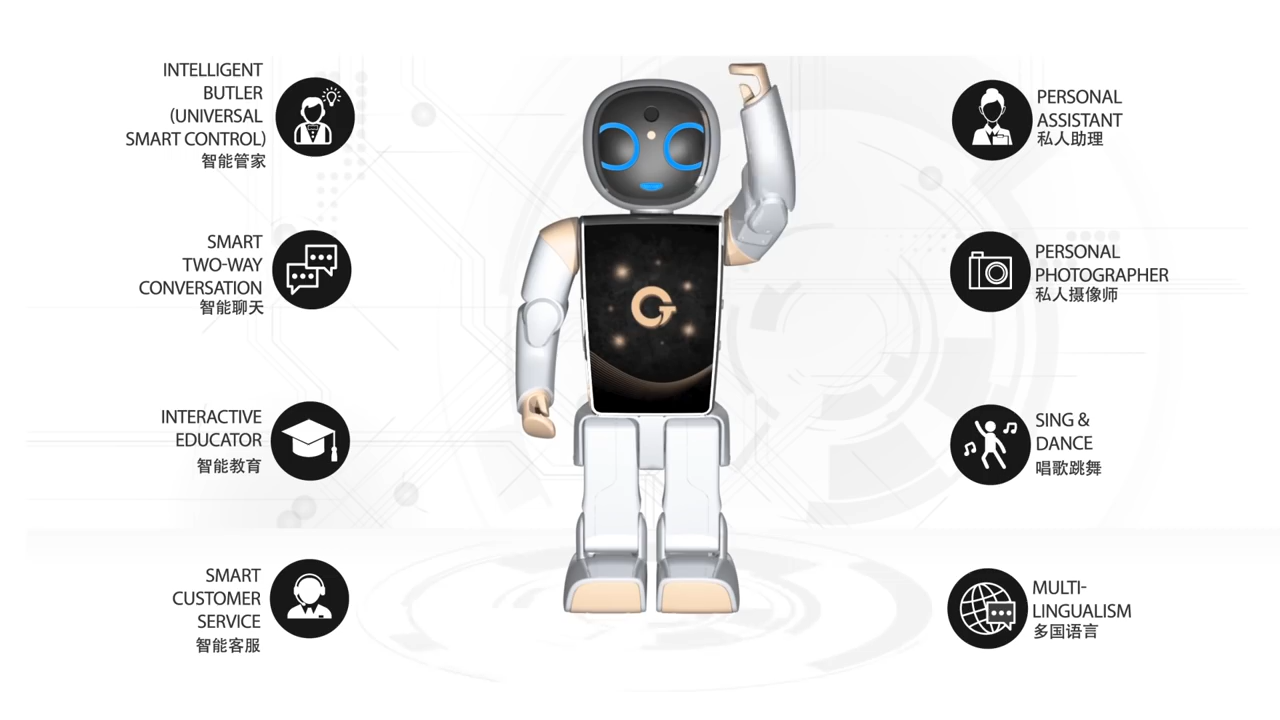 INTELLIGENT
BUTLER
(UNIVERSAL
SMART CONTROL)
智能管家
SMART
TWO-WAY
CONVERSATION
智能聊天
INTERACTIVE
EDUCATOR
智能教育
SMART
CUSTOMER
SERVICE
智能客服
PERSONAL
ASSISTANT
私人助理
PERSONAL
PHOTOGRAPHER
私人摄像师
SING &
DANCE
唱歌跳舞
MULTI-
LINGUALISM
多国语言